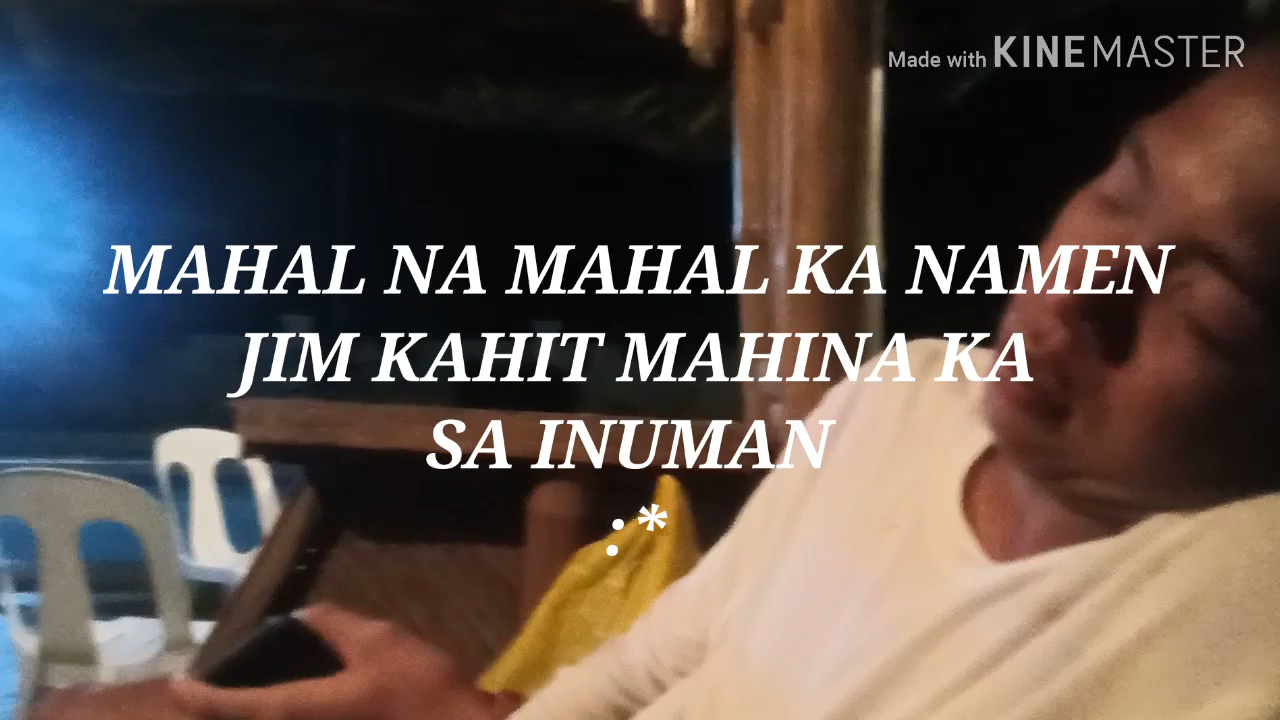 Made with KINEMASTER
MAHAL NA MAHAL KA NAMEN
JIM KAHIT MAHINA KA
SA INUMAN
:*